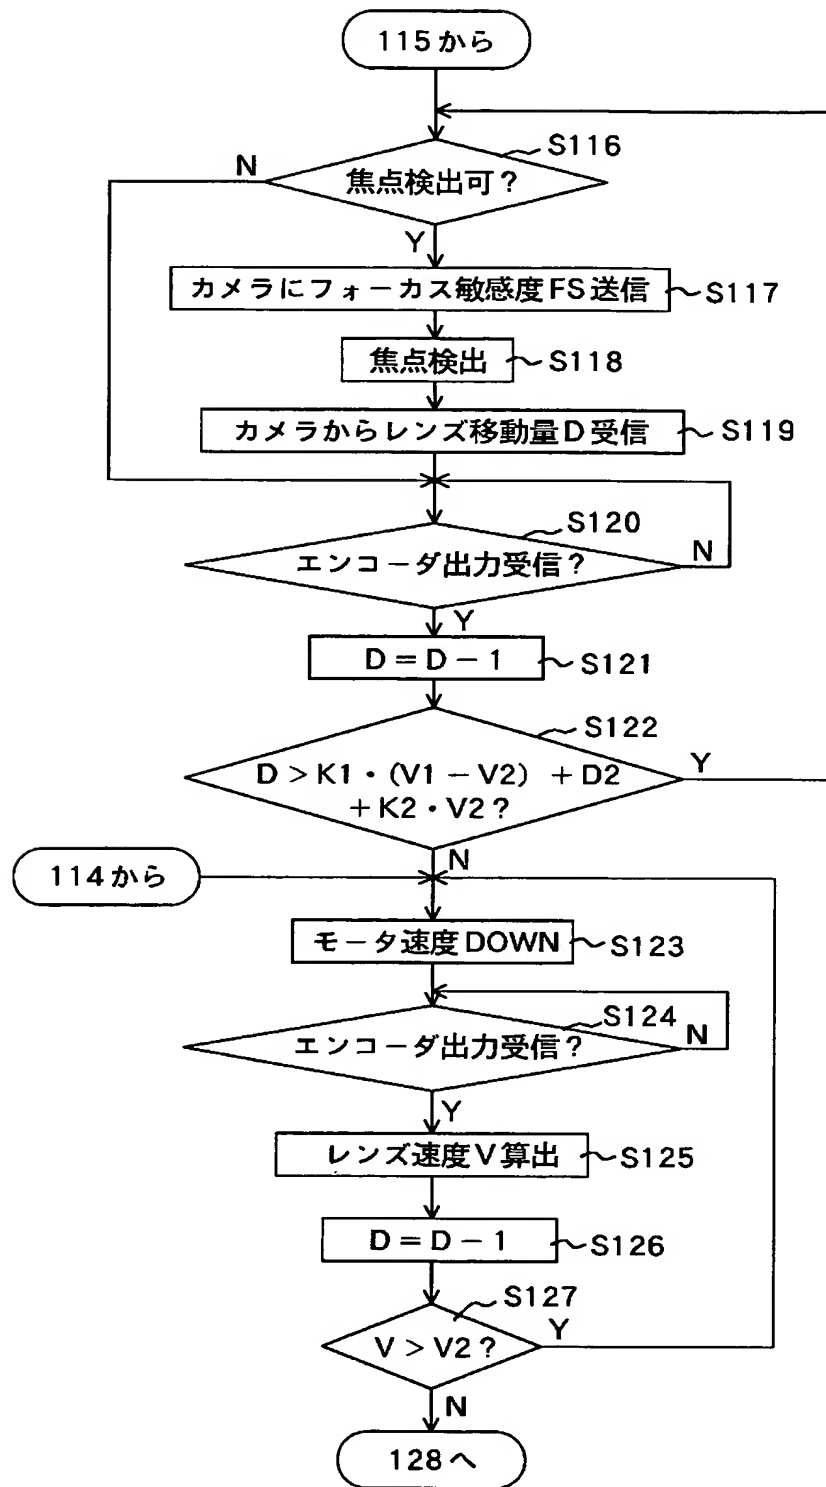 115から
S116
N
焦点検出可？
Y
カメラにフォーカス敏感度FS送信
S117
焦点検出
S118
カメラからレンズ移動量D受信
S119
S120
エンコーダ出力受信？
N
Y
D＝D－1
S121
S122
D＞K1・(V1－V2)＋D2
＋K2・V2？
Y
N
114から
モータ速度DOWN
S123
S124
エンコーダ出力受信？
N
Y
レンズ速度V算出
S125
D＝D－1
S126
S127
V＞V2？
Y
N
128へ